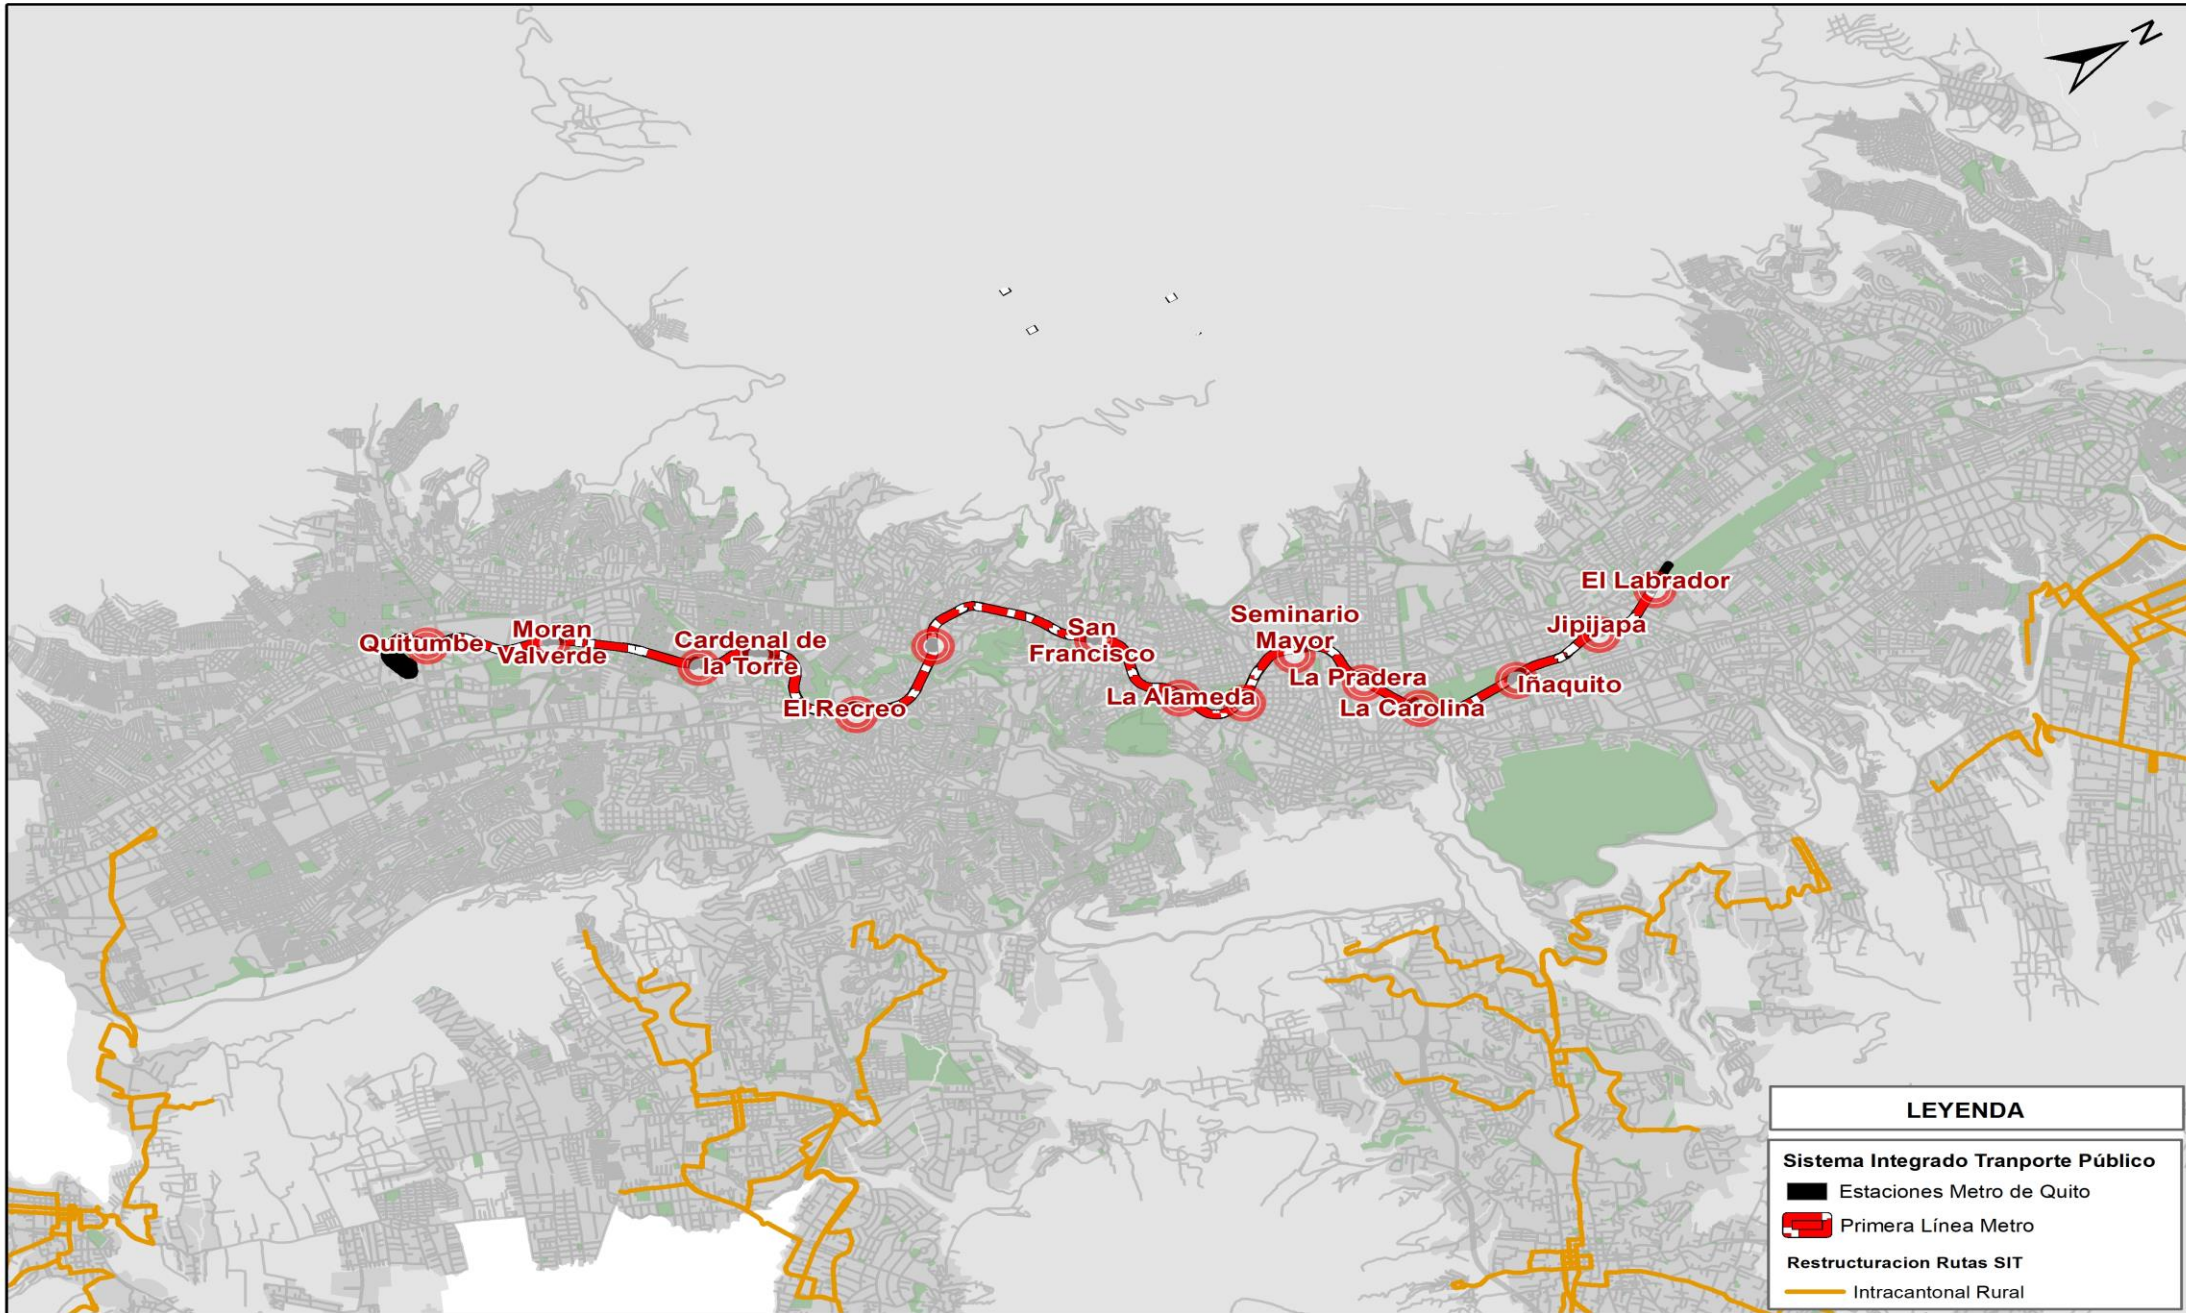 N
El Labrador
Jipijapa
Iñaquito
Seminario
Mayor
La Pradera
La Carolina
San
Francisco
La Alameda
Quitumbe
Moran
Valverde
Cardenal de
la Torre
El Recreo
LEYENDA
Sistema Integrado Tranporte Público
Estaciones Metro de Quito
Primera Línea Metro
Restructuracion Rutas SIT
Intracantonal Rural